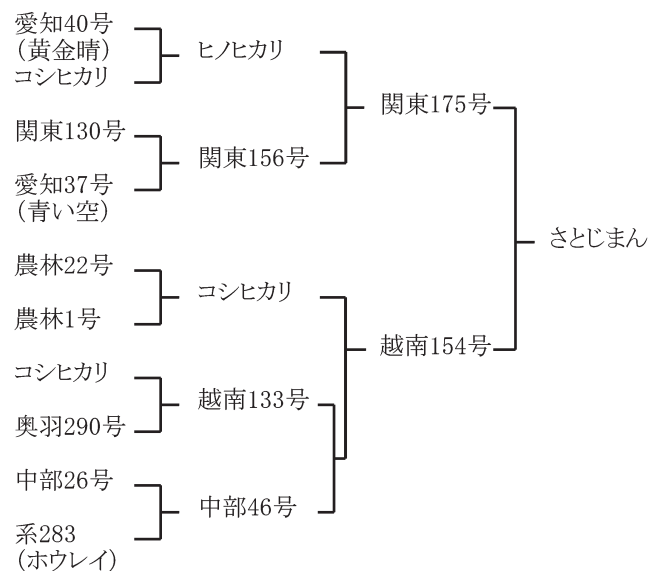 愛知40号
(黄金晴)
コシヒカリ
ヒノヒカリ
関東175号
関東130号
関東156号
愛知37号
(青い空)
さとじまん
農林22号
コシヒカリ
農林1号
越南154号
コシヒカリ
越南133号
奥羽290号
中部26号
中部46号
系283
(ホウレイ)